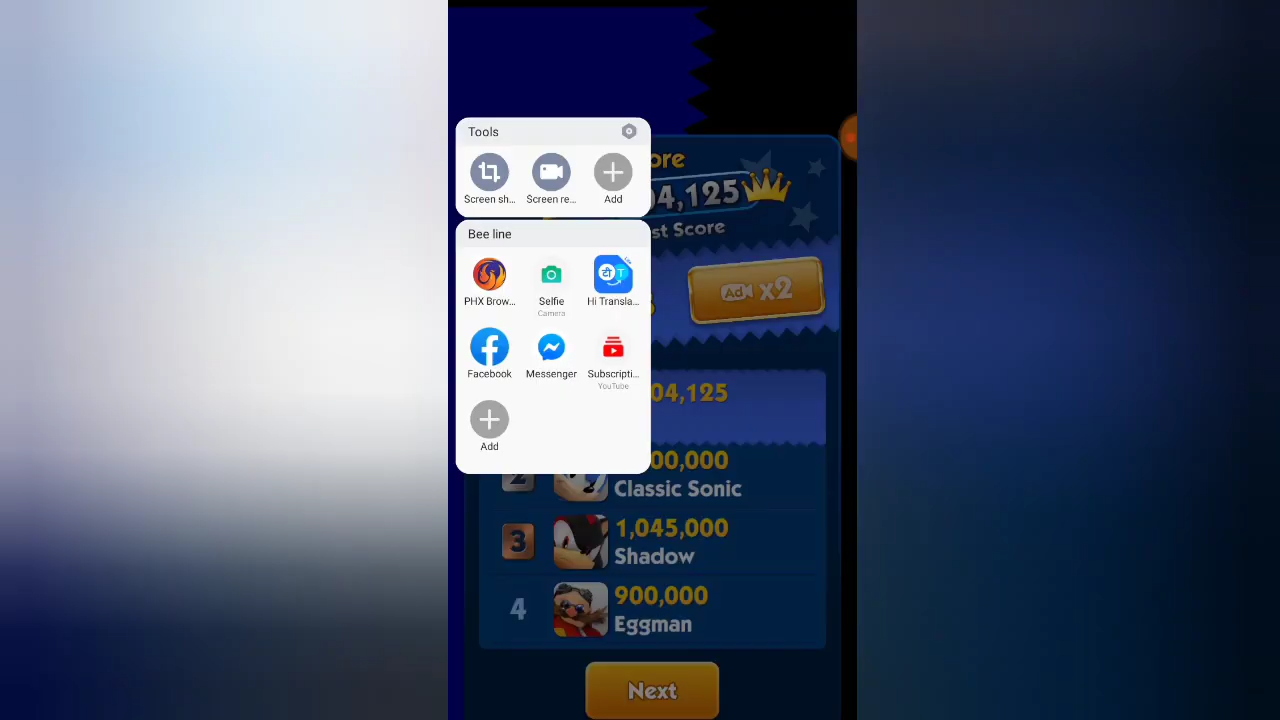 Tools
Screen sh...
Screen re...
Add
Bee line
PHX Brow...
Selfie
Camera
Hi Transla...
Facebook
Messenger
Subscripti...
YouTube
Add
ore
04,125
st Score
Ad x2
04,125
2
00,000
Classic Sonic
3
1,045,000
Shadow
4
900,000
Eggman
Next